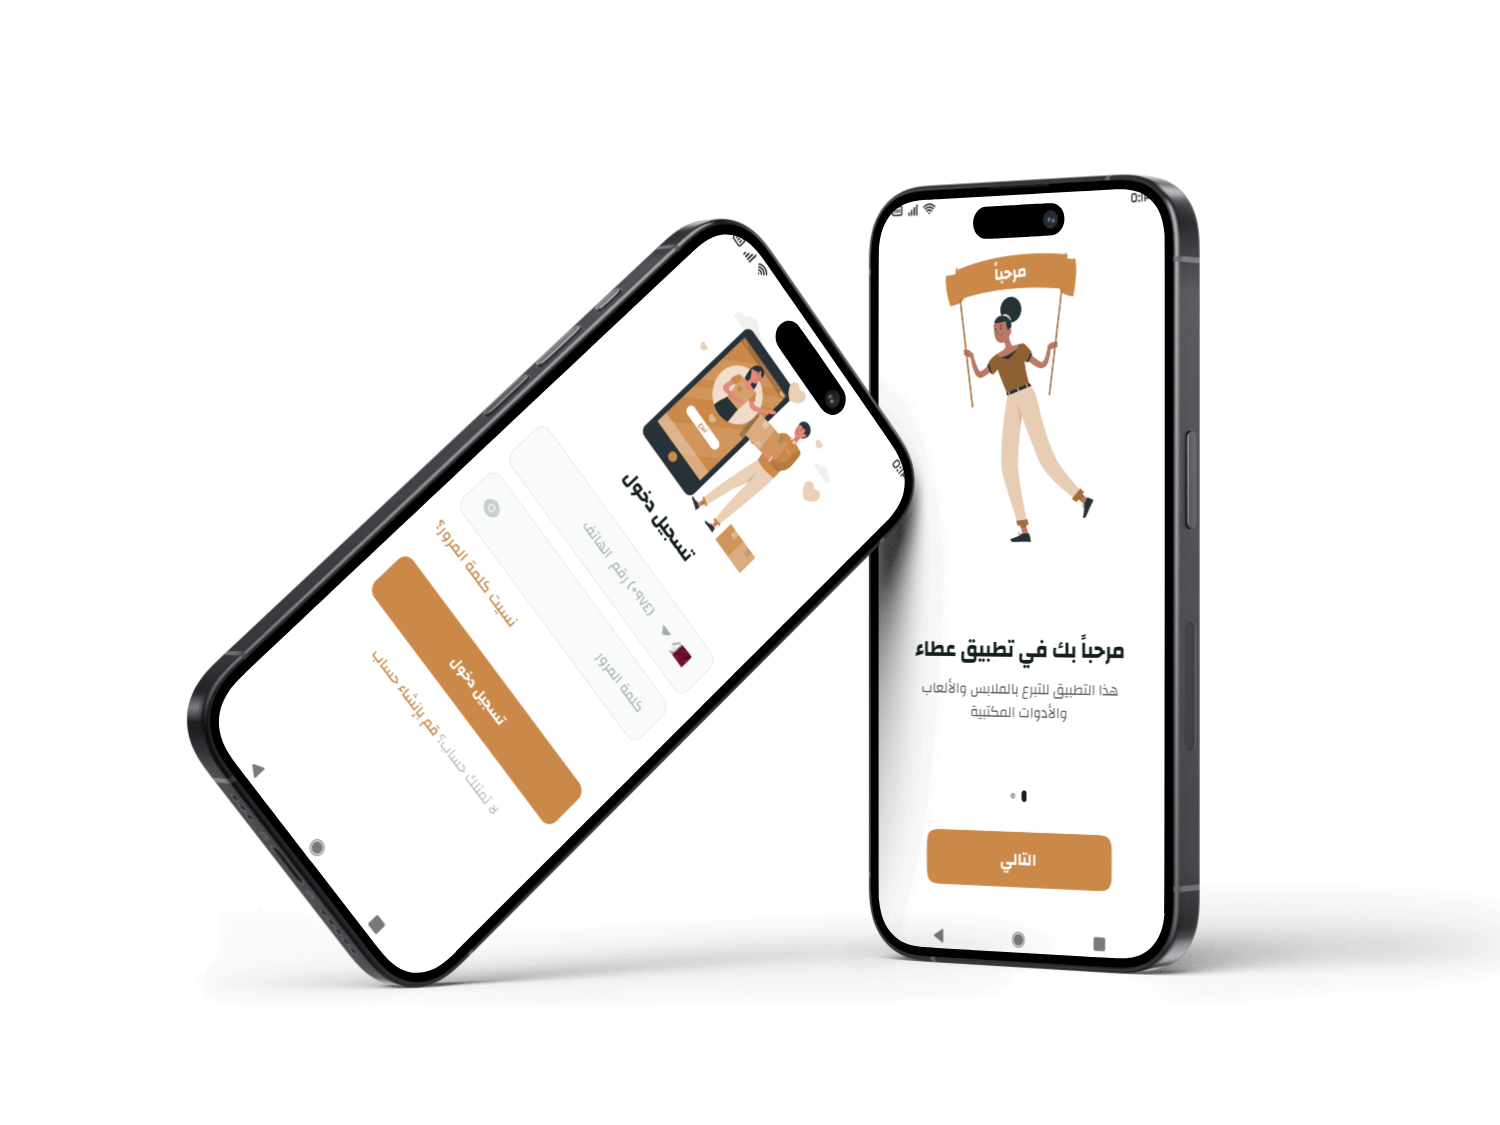 تبرع
تسجيل دخول
(+٩٧٤) رقم الهاتف
كلمة المرور
نسيت كلمة المرور؟
تسجيل دخول
لا تمتلك حساب؟ قم بإنشاء حساب
مرحباً
مرحباً بك في تطبيق عطاء
هذا التطبيق للتبرع بالملابس والألعاب
والأدوات المكتبية
التالي